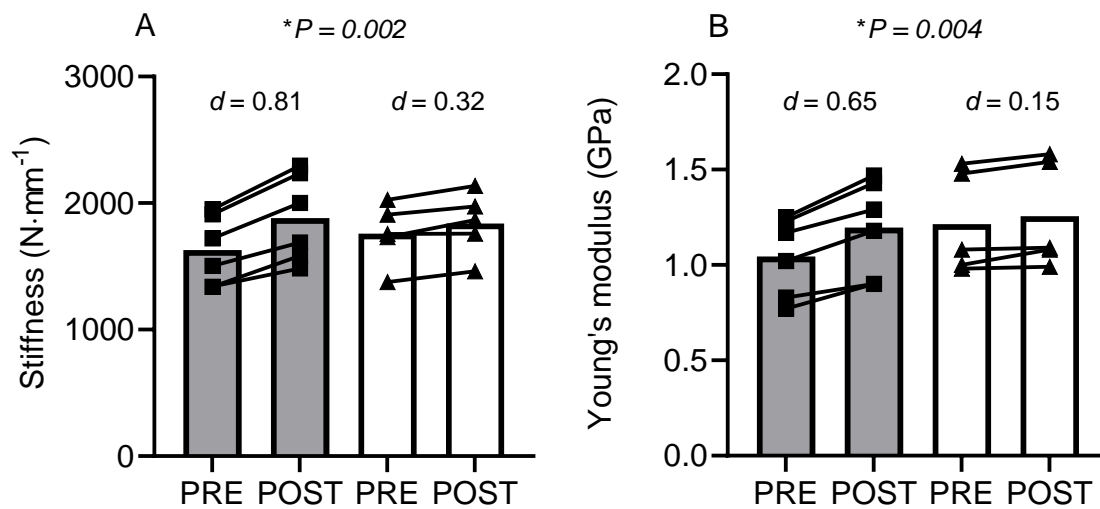 A
*P = 0.002
Stiffness (N·mm-1)
3000
2000
1000
0
d = 0.81
d = 0.32
PRE POST PRE POST
B
*P = 0.004
Young's modulus (GPa)
2.0
1.5
1.0
0.5
0.0
d = 0.65
d = 0.15
PRE POST PRE POST